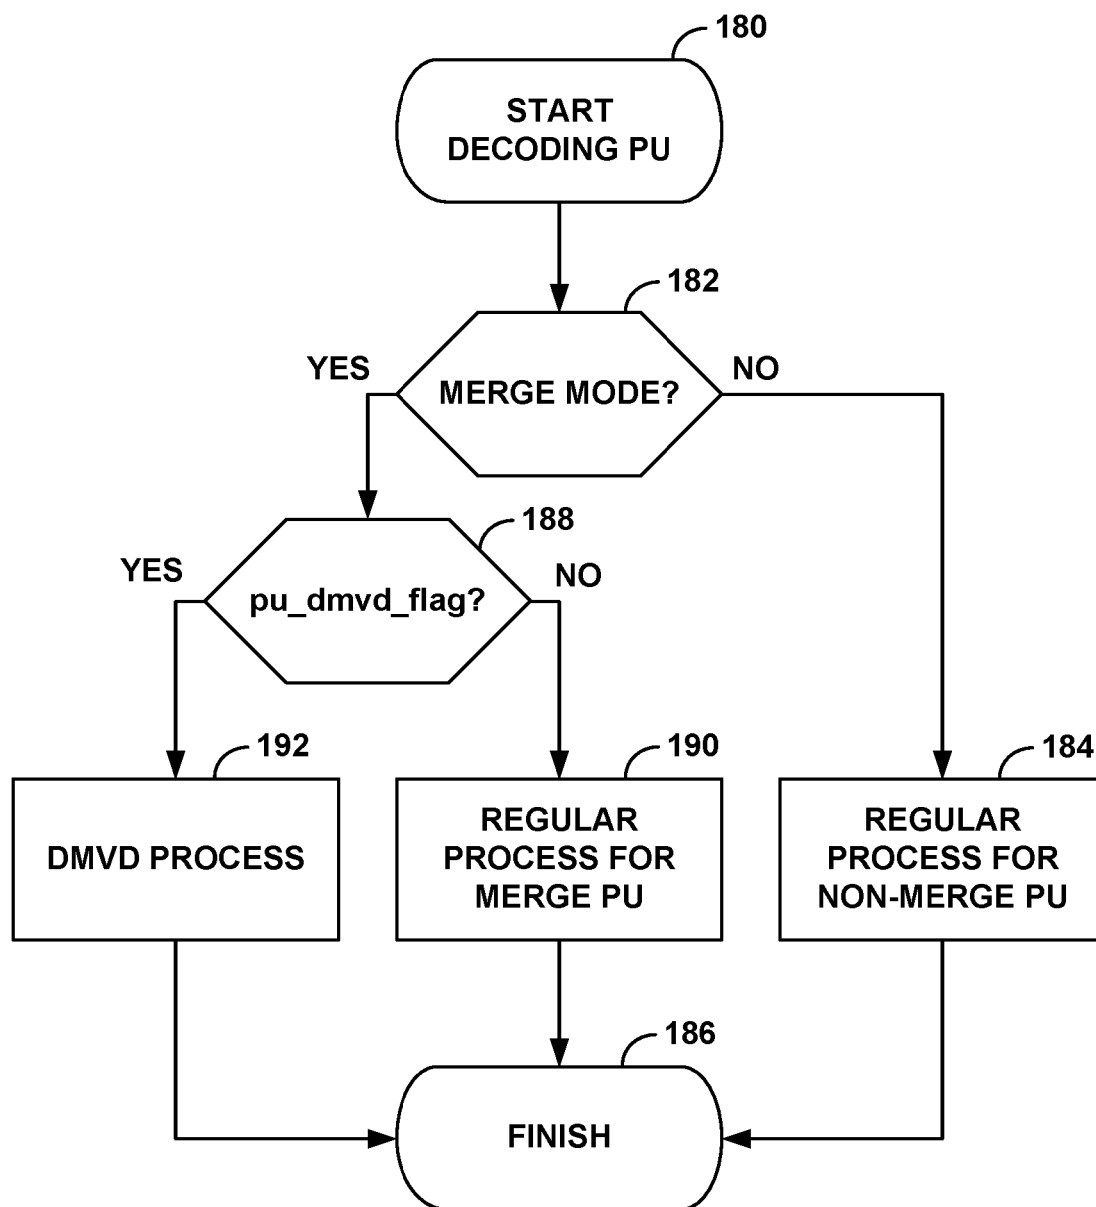 180
START
DECODING PU
182
YES
MERGE MODE?
NO
188
YES
pu_dmvd_flag?
NO
192
DMVD PROCESS
190
REGULAR
PROCESS FOR
MERGE PU
184
REGULAR
PROCESS FOR
NON-MERGE PU
186
FINISH